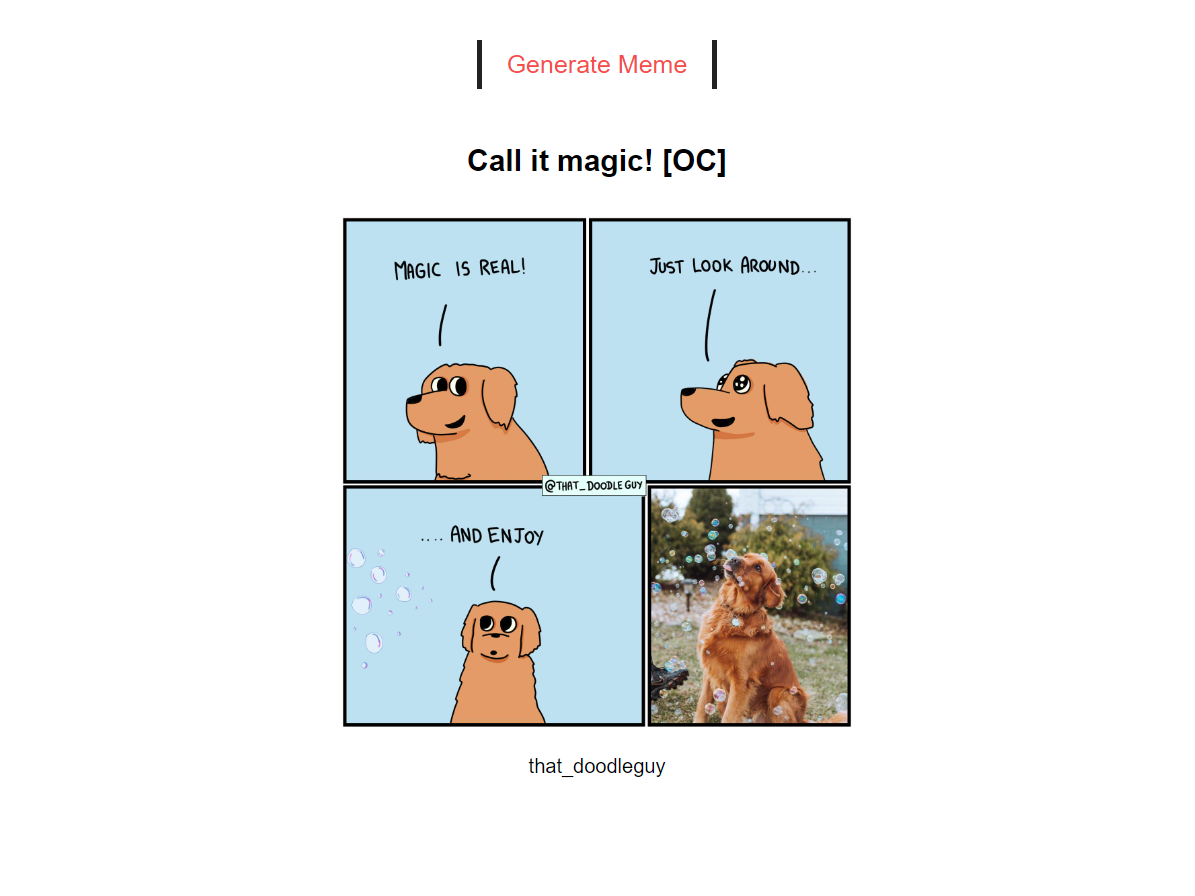 Generate Meme
Call it magic! [OC]
MAGIC IS REAL!
JUST LOOK AROUND...
@THAT_DOODLE GUY
.... AND ENJOY
that_doodleguy